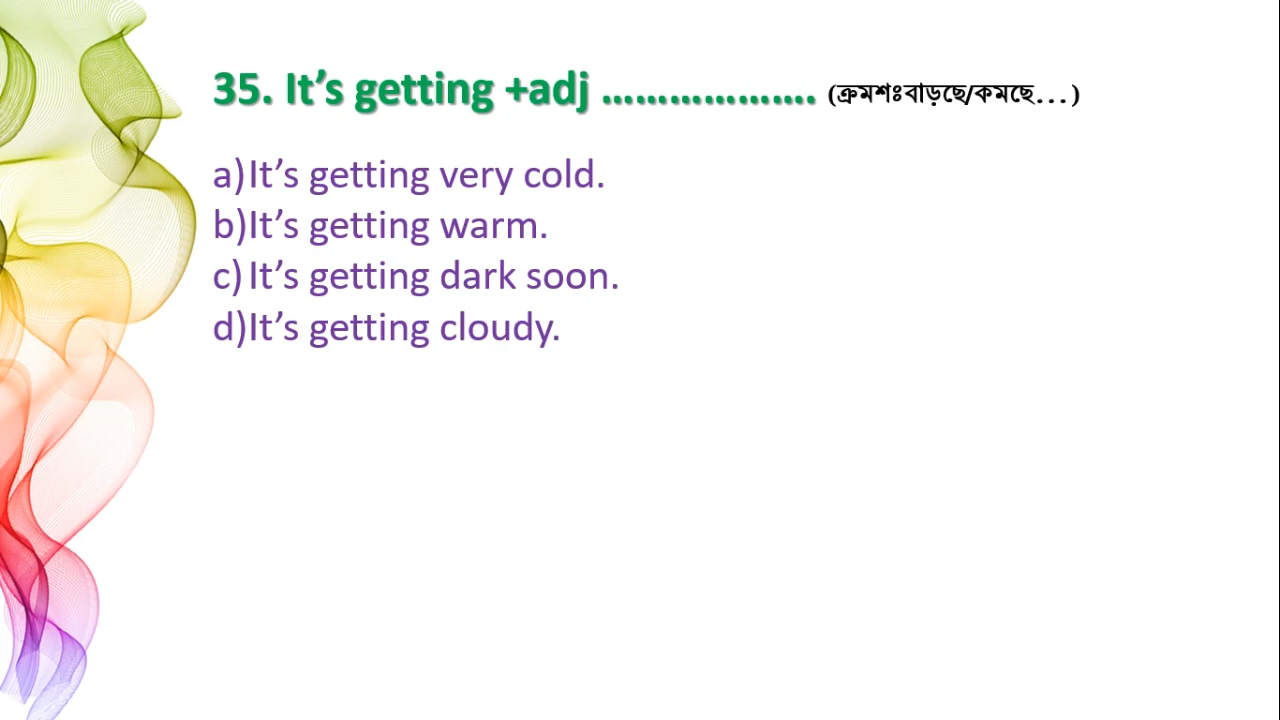 35. It’s getting +adj ………………. (ক্রমশঃবাড়ছে/কমছে...)
a)It’s getting very cold.
b)It’s getting warm.
c)It’s getting dark soon.
d)It’s getting cloudy.